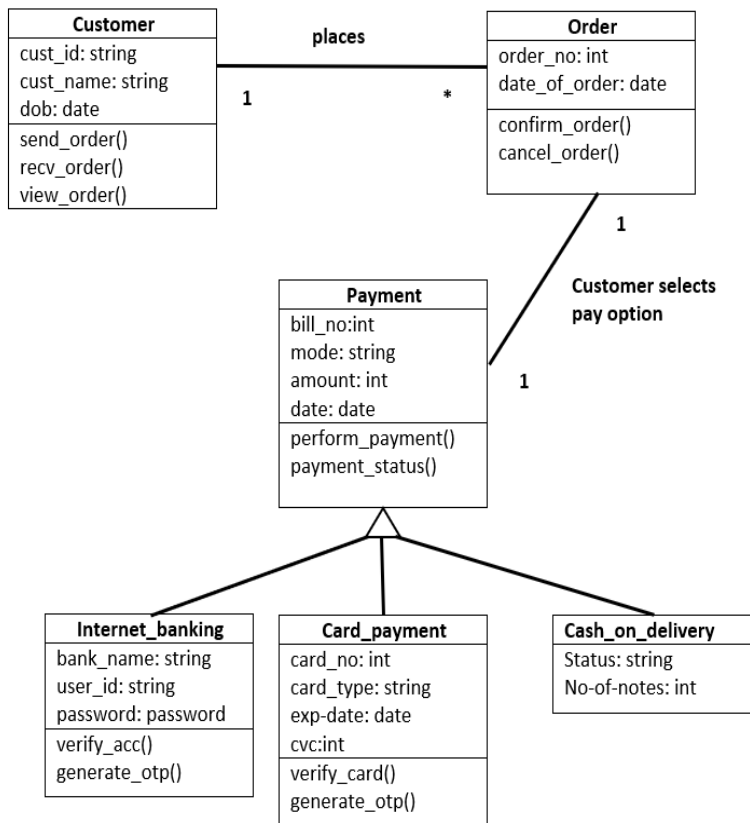 Customer
cust_id: string
cust_name: string
dob: date
send_order()
recv_order()
view_order()
places
1
*
Order
order_no: int
date_of_order: date
confirm_order()
cancel_order()
1
Customer selects
pay option
1
Payment
bill_no:int
mode: string
amount: int
date: date
perform_payment()
payment_status()
Internet_banking
bank_name: string
user_id: string
password: password
verify_acc()
generate_otp()
Card_payment
card_no: int
card_type: string
exp-date: date
cvc:int
verify_card()
generate_otp()
Cash_on_delivery
Status: string
No-of-notes: int